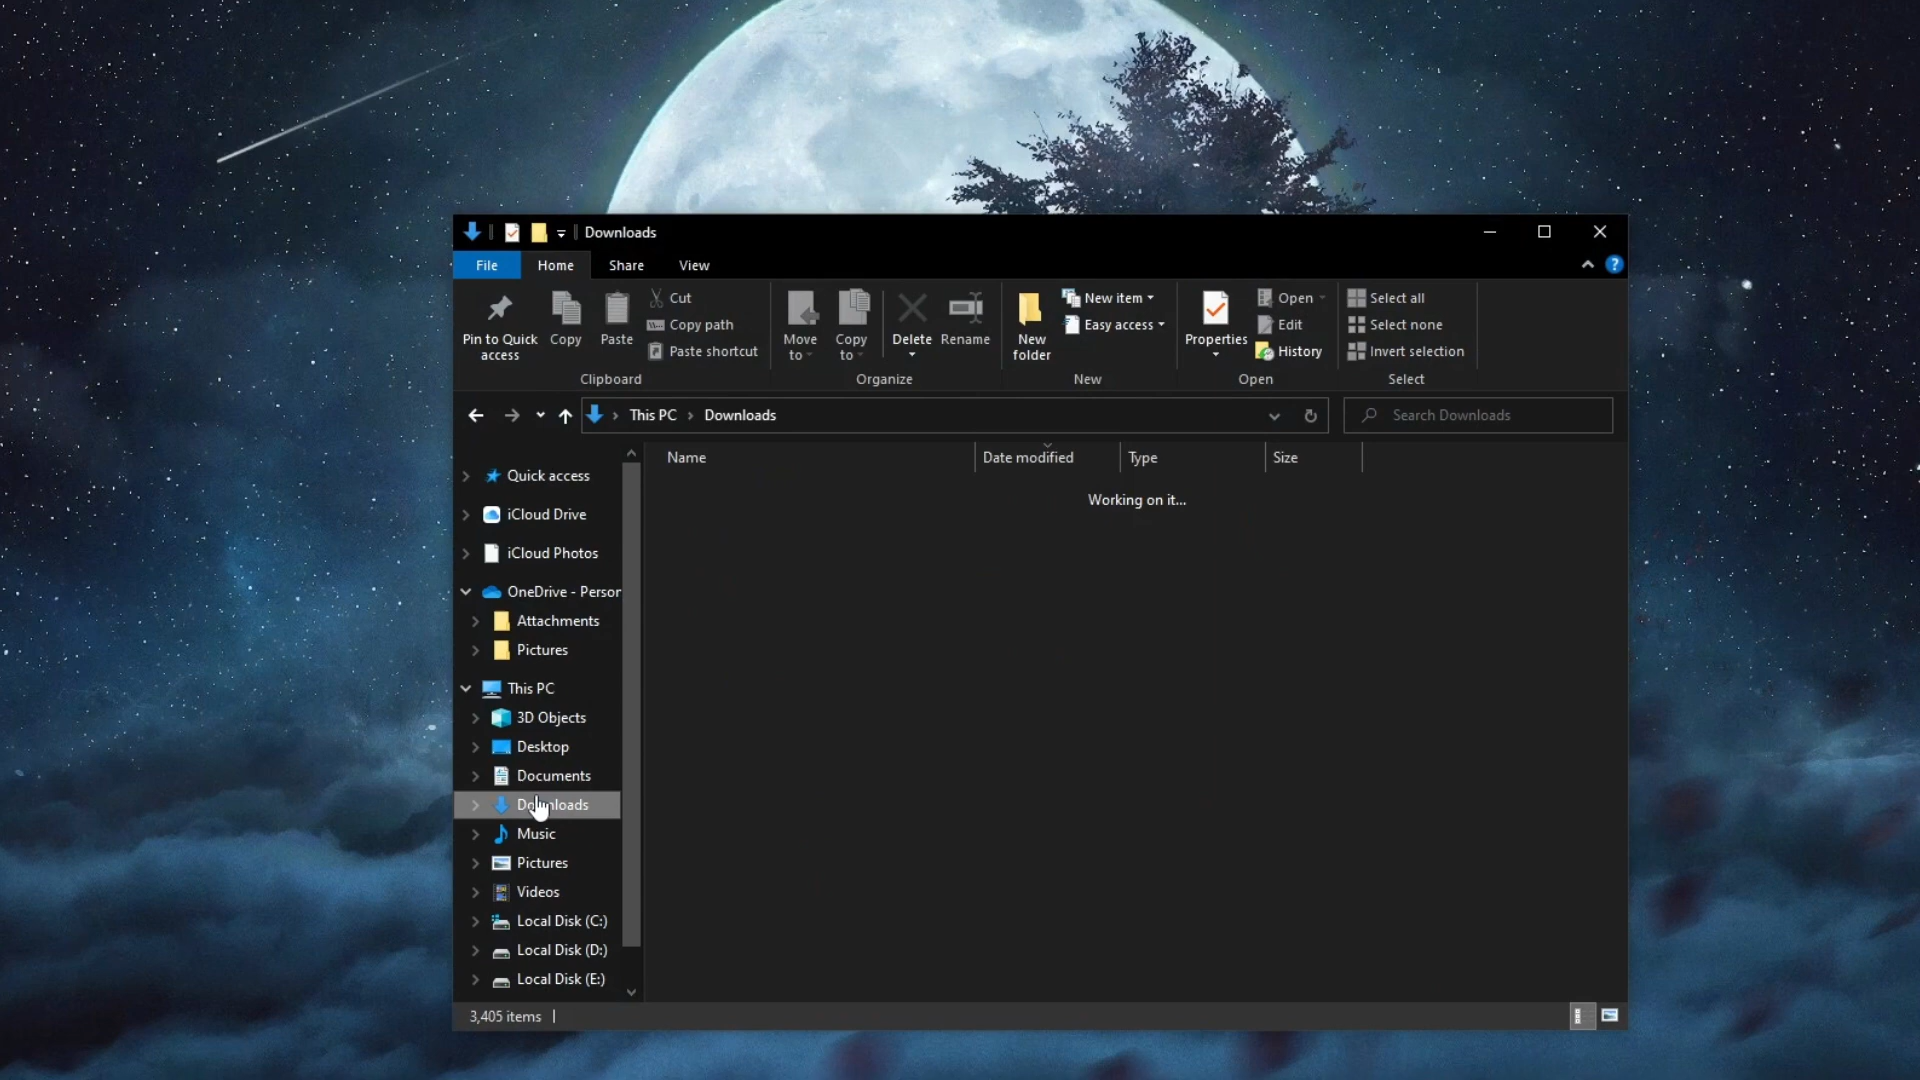 Downloads
File Home Share View
Pin to Quick access
Copy
Paste
Cut
Copy path
Paste shortcut
Clipboard
Move to
Copy to
Delete
Rename
Organize
New folder
New item
Easy access
New
Properties
Open
Edit
History
Open
Select all
Select none
Invert selection
Select
This PC > Downloads
Search Downloads
Name Date modified Type Size
Working on it...
Quick access
iCloud Drive
iCloud Photos
OneDrive - Person
Attachments
Pictures
This PC
3D Objects
Desktop
Documents
Downloads
Music
Pictures
Videos
Local Disk (C:)
Local Disk (D:)
Local Disk (E:)
3,405 items